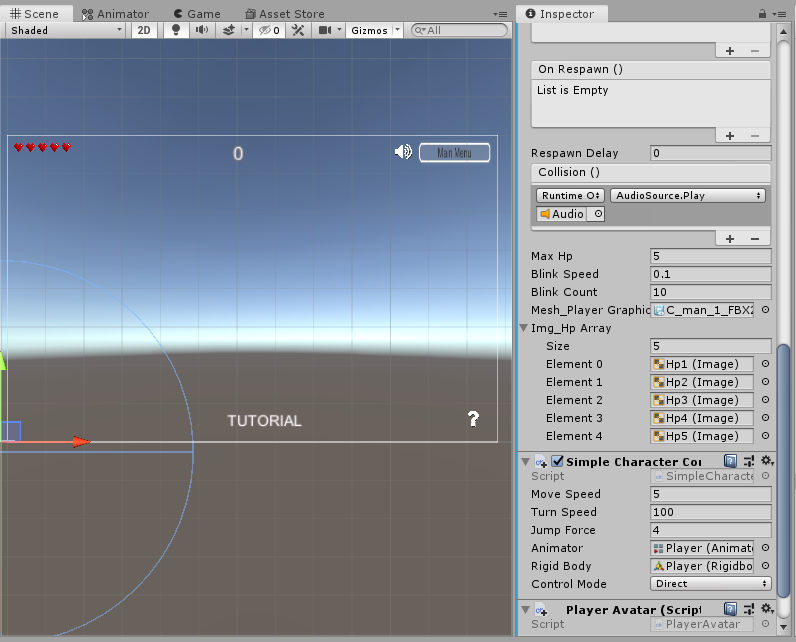 Scene Animator Game Asset Store
Shaded 2D 0 Gizmos All
0
Main Menu
TUTORIAL
?
Inspector
+ −
On Respawn ()
List is Empty
+ −
Respawn Delay 0
Collision ()
Runtime O AudioSource.Play
Audio
+ −
Max Hp 5
Blink Speed 0.1
Blink Count 10
Mesh_Player Graphic C_man_1_FBX2
Img_Hp Array
Size 5
Element 0 Hp1 (Image)
Element 1 Hp2 (Image)
Element 2 Hp3 (Image)
Element 3 Hp4 (Image)
Element 4 Hp5 (Image)
Simple Character Co
Script SimpleCharacte
Move Speed 5
Turn Speed 100
Jump Force 4
Animator Player (Animat
Rigid Body Player (Rigidbo
Control Mode Direct
Player Avatar (Script
Script PlayerAvatar